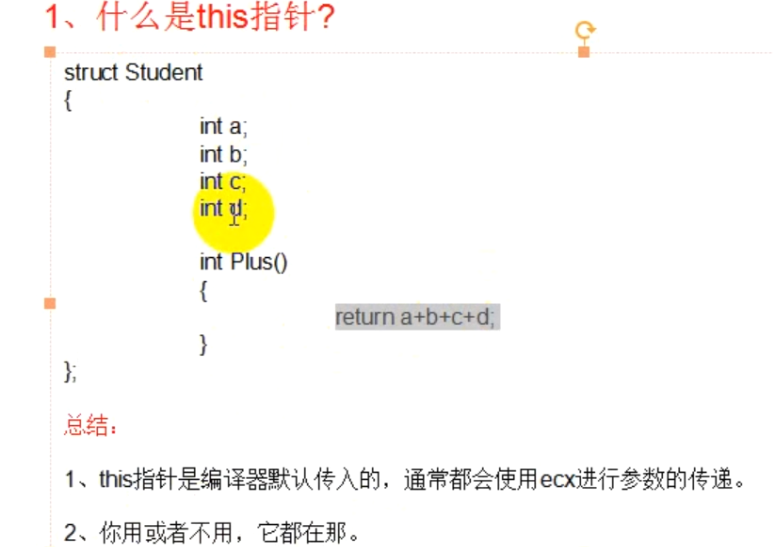 1、什么是this指针?
struct Student
{
int a;
int b;
int c;
int d;
int Plus()
{
return a+b+c+d;
}
};
总结：
1、this指针是编译器默认传入的，通常都会使用ecx进行参数的传递。
2、你用或者不用，它都在那。